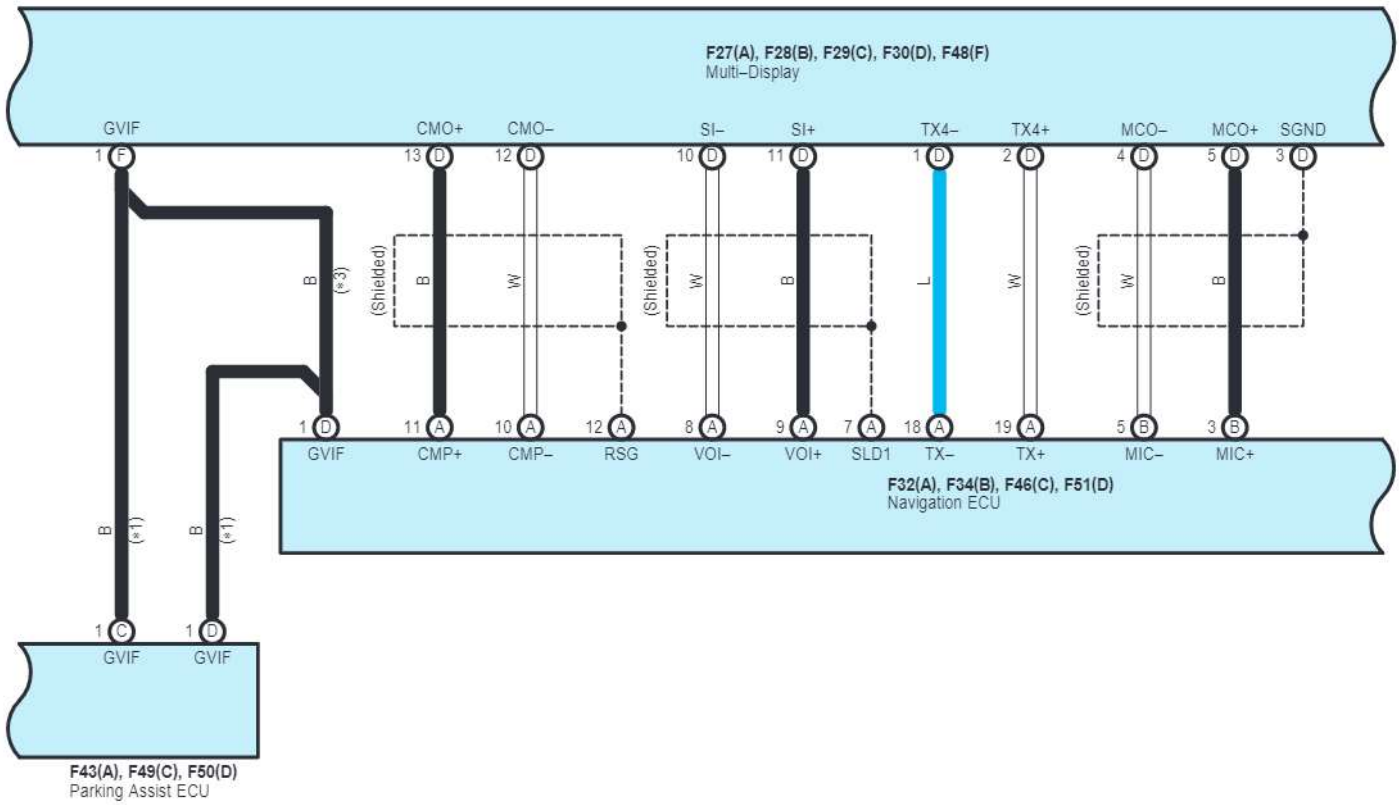 F27(A), F28(B), F29(C), F30(D), F48(F)
Multi–Display
GVIF CMO+ CMO– SI– SI+ TX4– TX4+ MCO– MCO+ SGND
1 F 13 D 12 D 10 D 11 D 1 D 2 D 4 D 5 D 3 D
B (*3) (Shielded) B W (Shielded) W B L W (Shielded) W B
1 D 11 A 10 A 12 A 8 A 9 A 7 A 18 A 19 A 5 B 3 B
GVIF CMP+ CMP– RSG VOI– VOI+ SLD1 TX– TX+ MIC– MIC+
F32(A), F34(B), F46(C), F51(D)
Navigation ECU
B (*1) B (*1)
1 C 1 D
GVIF GVIF
F43(A), F49(C), F50(D)
Parking Assist ECU